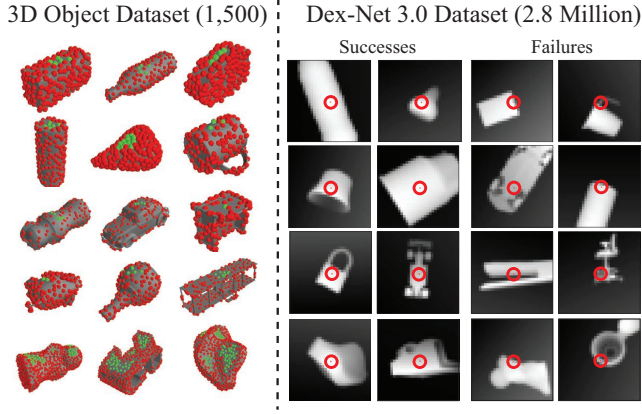 3D Object Dataset (1,500)
Dex-Net 3.0 Dataset (2.8 Million)
Successes
Failures